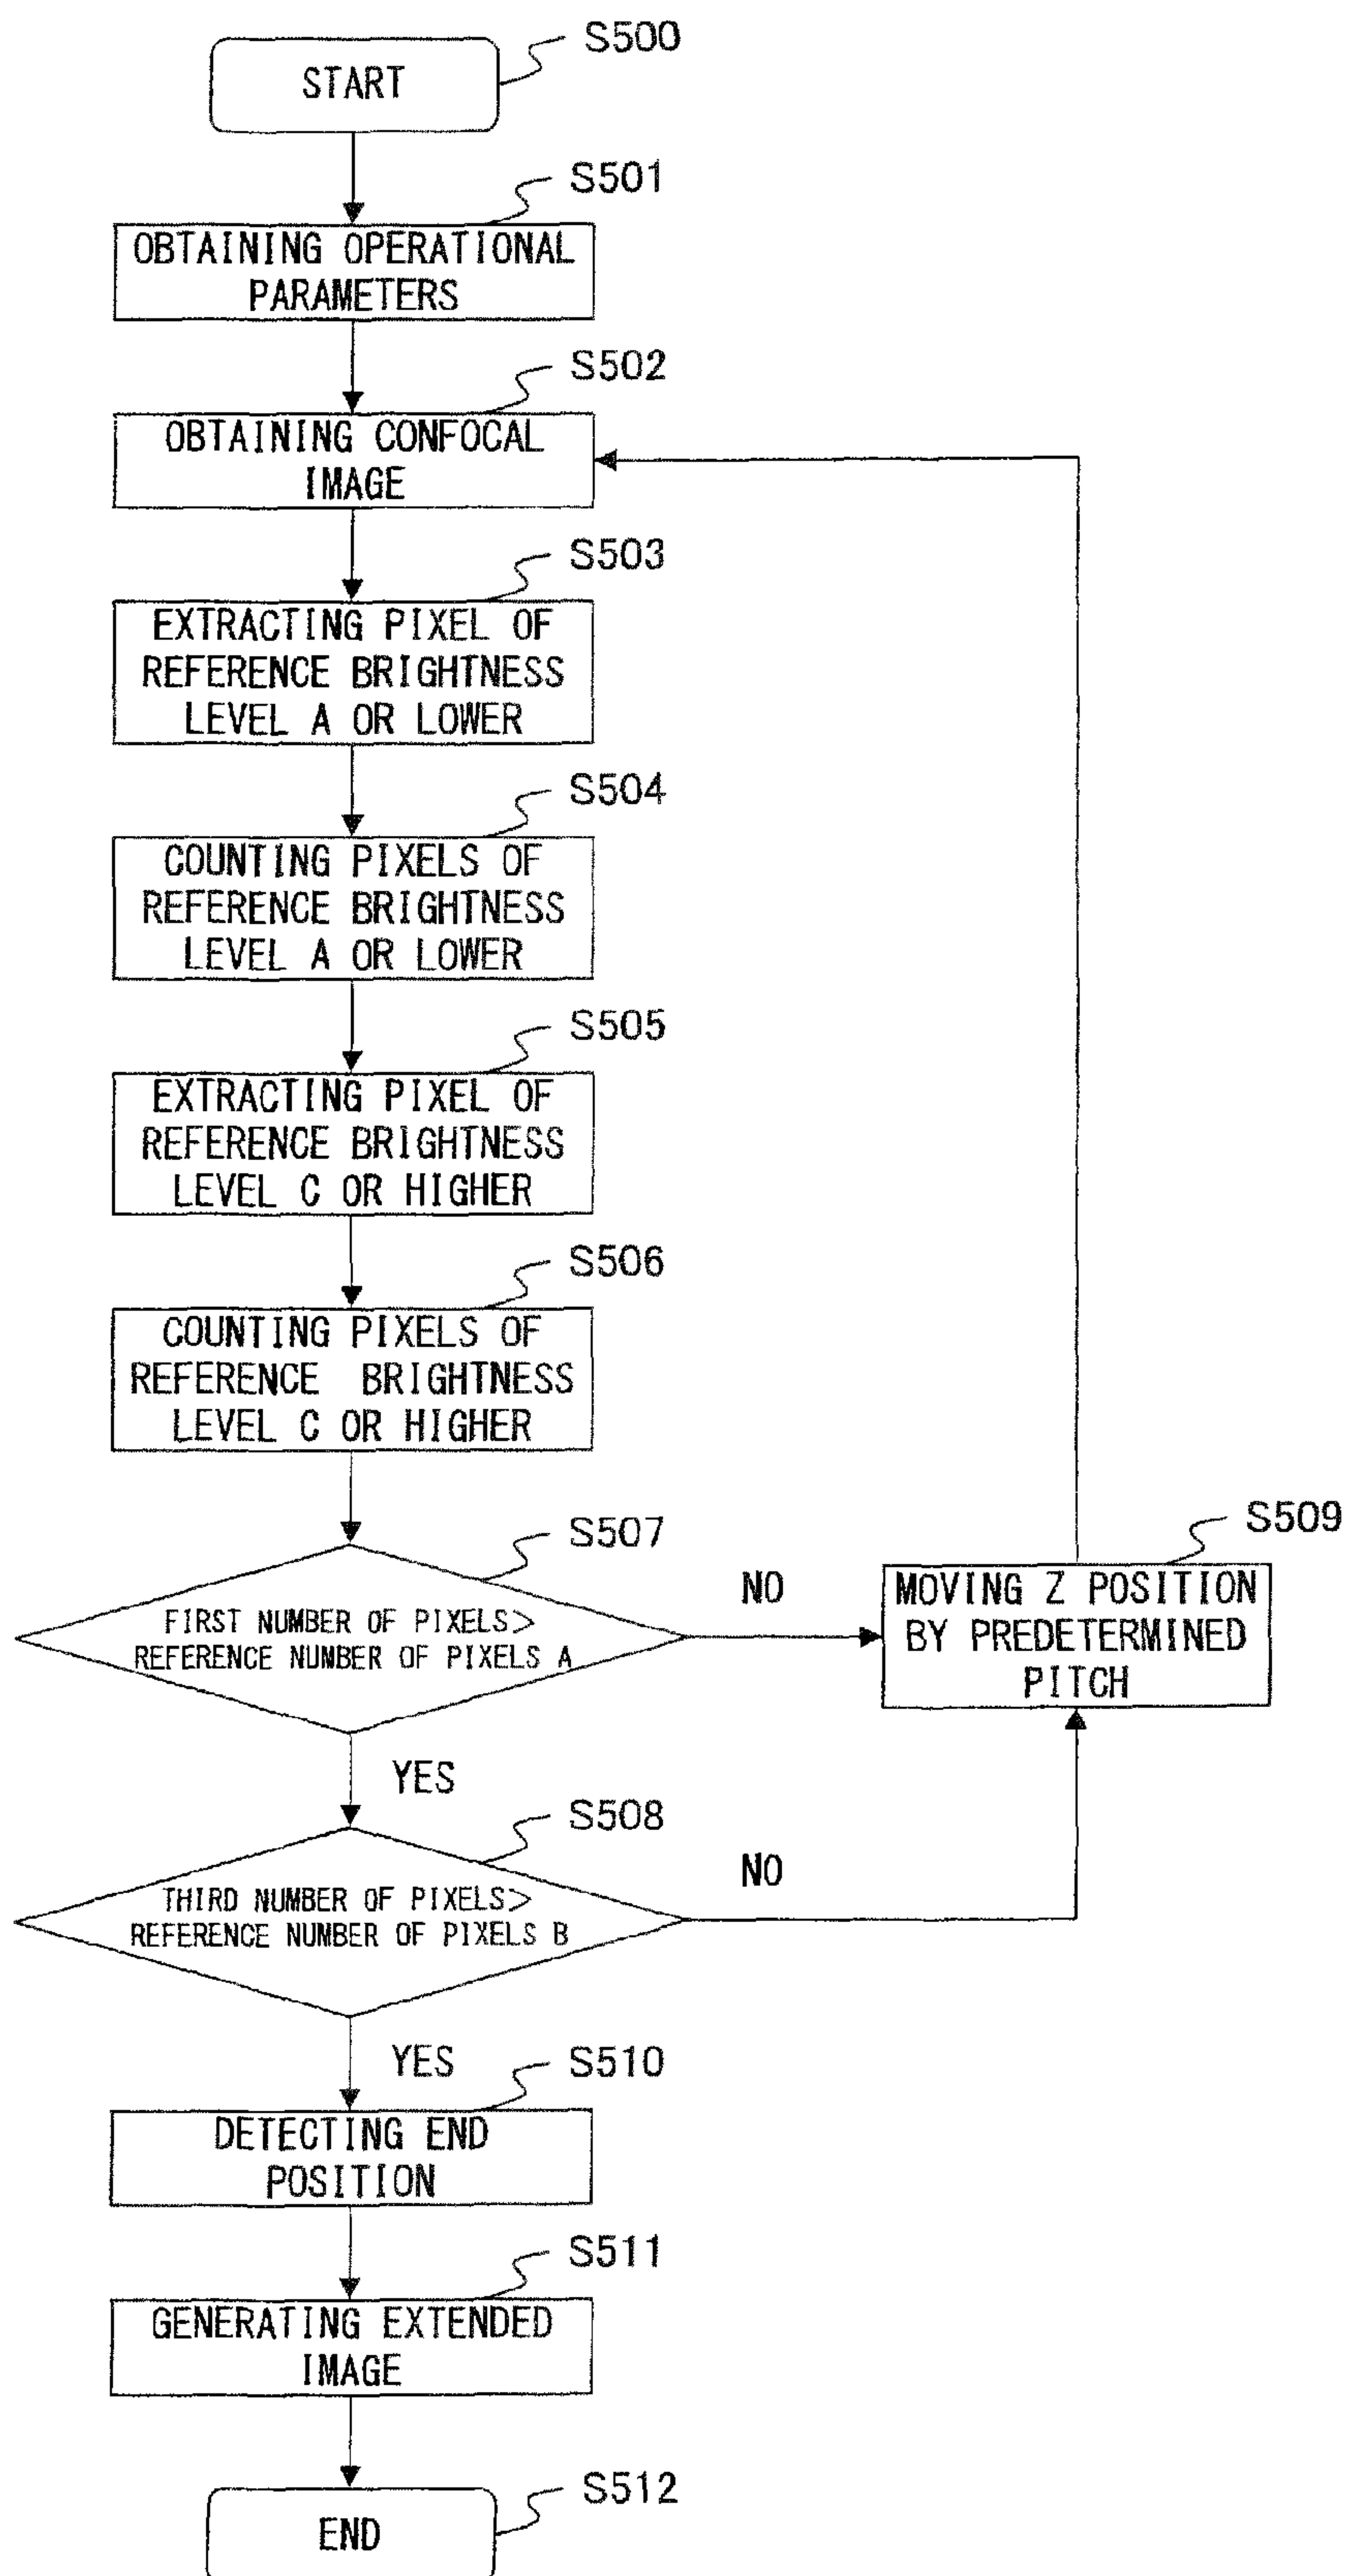 S500
START
S501
OBTAINING OPERATIONAL
PARAMETERS
S502
OBTAINING CONFOCAL
IMAGE
S503
EXTRACTING PIXEL OF
REFERENCE BRIGHTNESS
LEVEL A OR LOWER
S504
COUNTING PIXELS OF
REFERENCE BRIGHTNESS
LEVEL A OR LOWER
S505
EXTRACTING PIXEL OF
REFERENCE BRIGHTNESS
LEVEL C OR HIGHER
S506
COUNTING PIXELS OF
REFERENCE BRIGHTNESS
LEVEL C OR HIGHER
S507
FIRST NUMBER OF PIXELS>
REFERENCE NUMBER OF PIXELS A
NO
S509
MOVING Z POSITION
BY PREDETERMINED
PITCH
YES
S508
THIRD NUMBER OF PIXELS>
REFERENCE NUMBER OF PIXELS B
NO
YES
S510
DETECTING END
POSITION
S511
GENERATING EXTENDED
IMAGE
S512
END